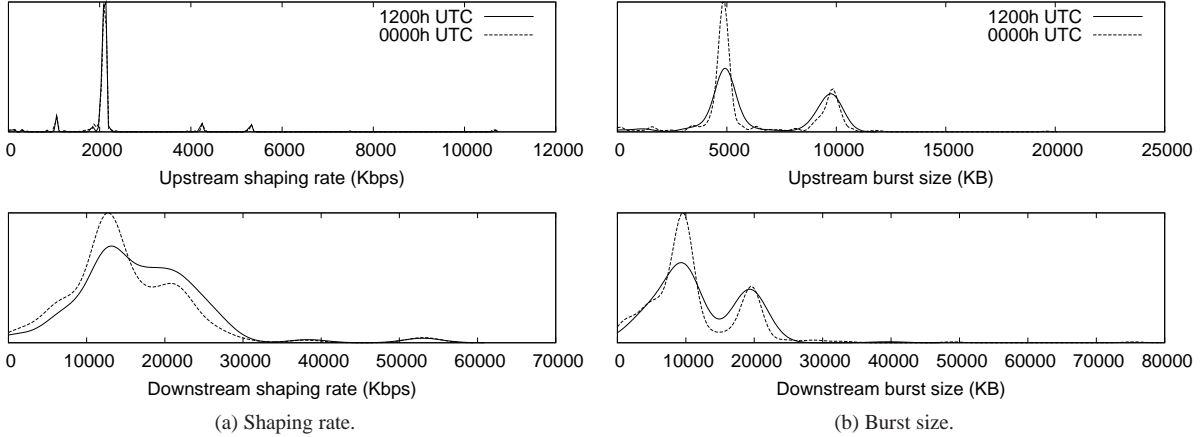 1200h UTC
0000h UTC
0 2000 4000 6000 8000 10000 12000
Upstream shaping rate (Kbps)
1200h UTC
0000h UTC
0 5000 10000 15000 20000 25000
Upstream burst size (KB)
0 10000 20000 30000 40000 50000 60000 70000
Downstream shaping rate (Kbps)
(a) Shaping rate.
0 10000 20000 30000 40000 50000 60000 70000 80000
Downstream burst size (KB)
(b) Burst size.